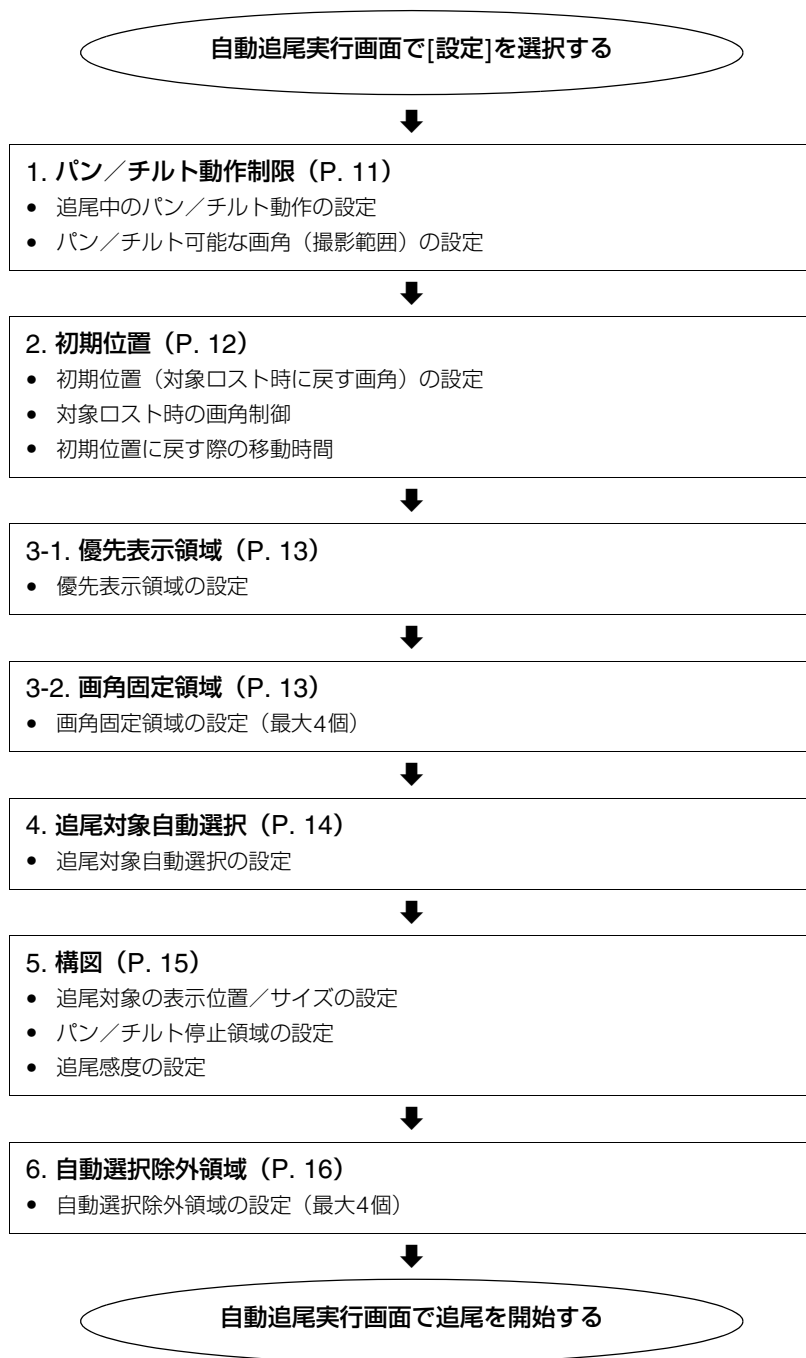 自動追尾実行画面で[設定]を選択する
1. パン／チルト動作制限（P. 11）
● 追尾中のパン／チルト動作の設定
● パン／チルト可能な画角（撮影範囲）の設定
2. 初期位置（P. 12）
● 初期位置（対象ロスト時に戻す画角）の設定
● 対象ロスト時の画角制御
● 初期位置に戻す際の移動時間
3-1. 優先表示領域（P. 13）
● 優先表示領域の設定
3-2. 画角固定領域（P. 13）
● 画角固定領域の設定（最大4個）
4. 追尾対象自動選択（P. 14）
● 追尾対象自動選択の設定
5. 構図（P. 15）
● 追尾対象の表示位置／サイズの設定
● パン／チルト停止領域の設定
● 追尾感度の設定
6. 自動選択除外領域（P. 16）
● 自動選択除外領域の設定（最大4個）
自動追尾実行画面で追尾を開始する